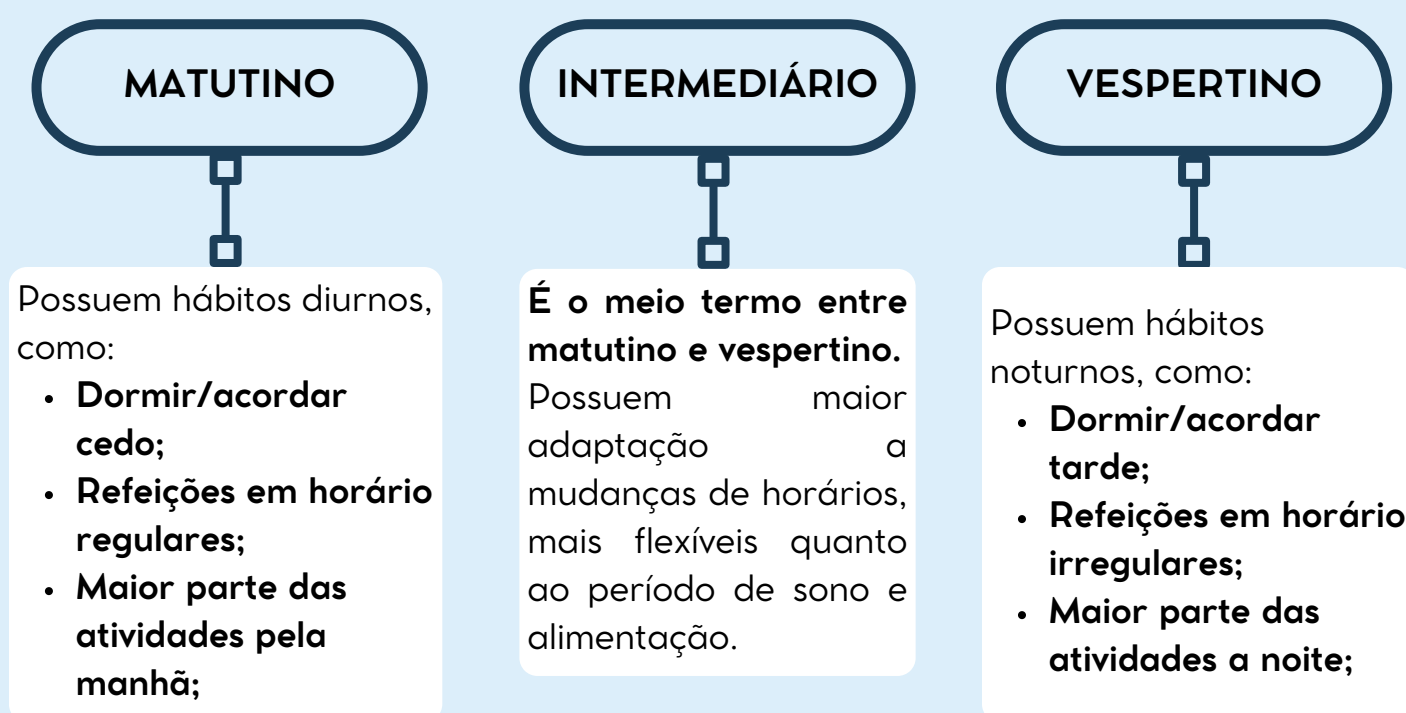 MATUTINO
Possuem hábitos diurnos,
como:
• Dormir/acordar
cedo;
• Refeições em horário
regulares;
• Maior parte das
atividades pela
manhã;
INTERMEDIÁRIO
É o meio termo entre
matutino e vespertino.
Possuem maior
adaptação a
mudanças de horários,
mais flexíveis quanto
ao período de sono e
alimentação.
VESPERTINO
Possuem hábitos
noturnos, como:
• Dormir/acordar
tarde;
• Refeições em horário
irregulares;
• Maior parte das
atividades a noite;